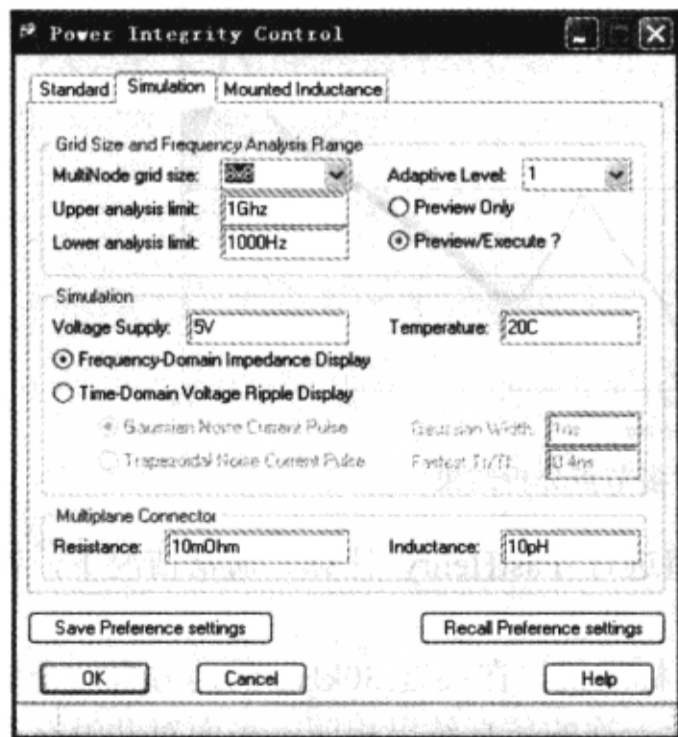 Power Integrity Control
Standard Simulation Mounted Inductance
Grid Size and Frequency Analysis Range
MultiNode grid size: Adaptive Level: 1
Upper analysis limit: 1Ghz Preview Only
Lower analysis limit: 1000Hz Preview/Execute ?
Simulation
Voltage Supply: 5V Temperature: 20C
Frequency-Domain Impedance Display
Time-Domain Voltage Ripple Display
Gaussian Noise Current Pulse Gaussian Width: 1ns
Trapezoidal Noise Current Pulse Fastest Tr/Tf: 0.4ns
Multiplane Connector
Resistance: 10mOhm Inductance: 10pH
Save Preference settings Recall Preference settings
OK Cancel Help